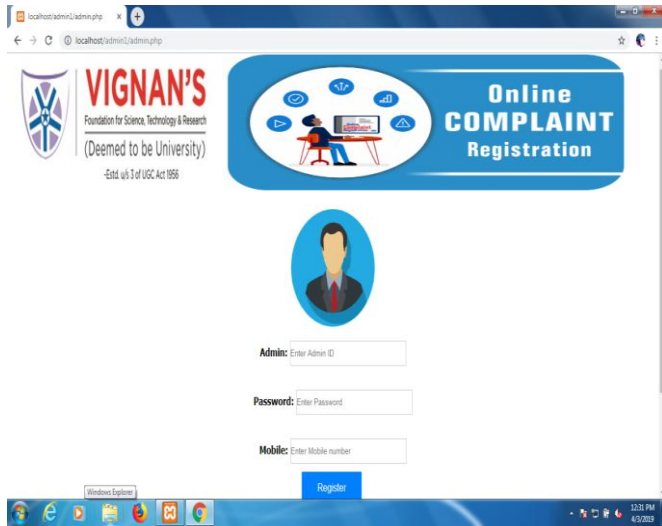 localhost/admin1/admin.php
localhost/admin1/admin.php
VIGNAN'S
Foundation for Science, Technology & Research
(Deemed to be University)
-Estd. u/s 3 of UGC Act 1956
Online
COMPLAINT
Registration
Admin: Enter Admin ID
Password: Enter Password
Mobile: Enter Mobile number
Register
Windows Explorer
12:31 PM
4/3/2019